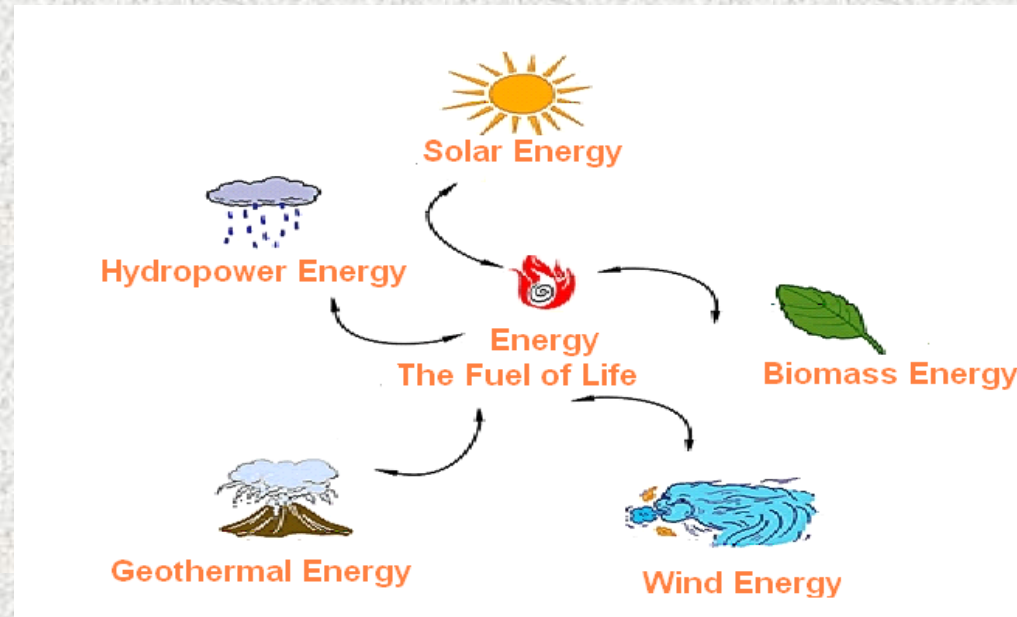 Solar Energy
Hydropower Energy
Energy
The Fuel of Life
Biomass Energy
Geothermal Energy
Wind Energy